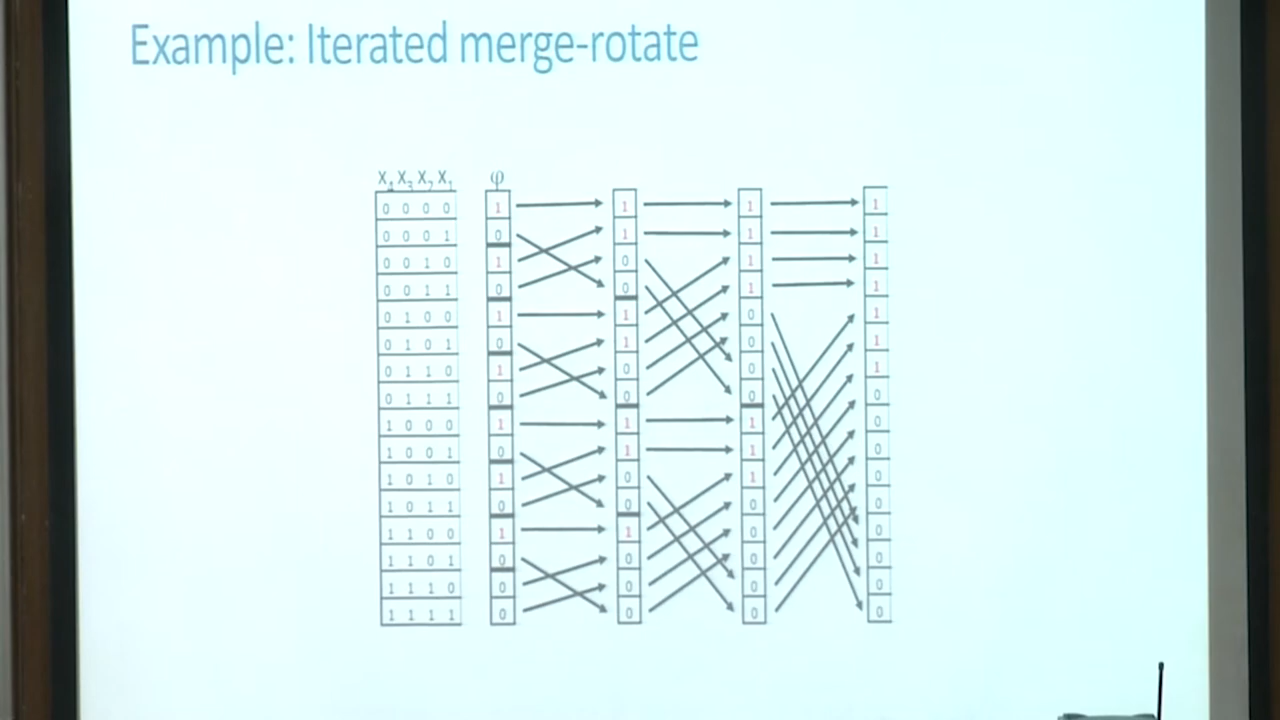 Example: Iterated merge-rotate
X4 X3 X2 X1 φ
0 0 0 0 1 1 1 1
0 0 0 1 0 1 1 1
0 0 1 0 1 0 1 1
0 0 1 1 0 0 1 1
0 1 0 0 1 1 0 1
0 1 0 1 0 1 0 1
0 1 1 0 1 0 0 1
0 1 1 1 0 0 0 0
1 0 0 0 1 1 1 0
1 0 0 1 0 1 1 0
1 0 1 0 1 0 1 0
1 0 1 1 0 0 0 0
1 1 0 0 1 1 0 0
1 1 0 1 0 0 0 0
1 1 1 0 0 0 0 0
1 1 1 1 0 0 0 0